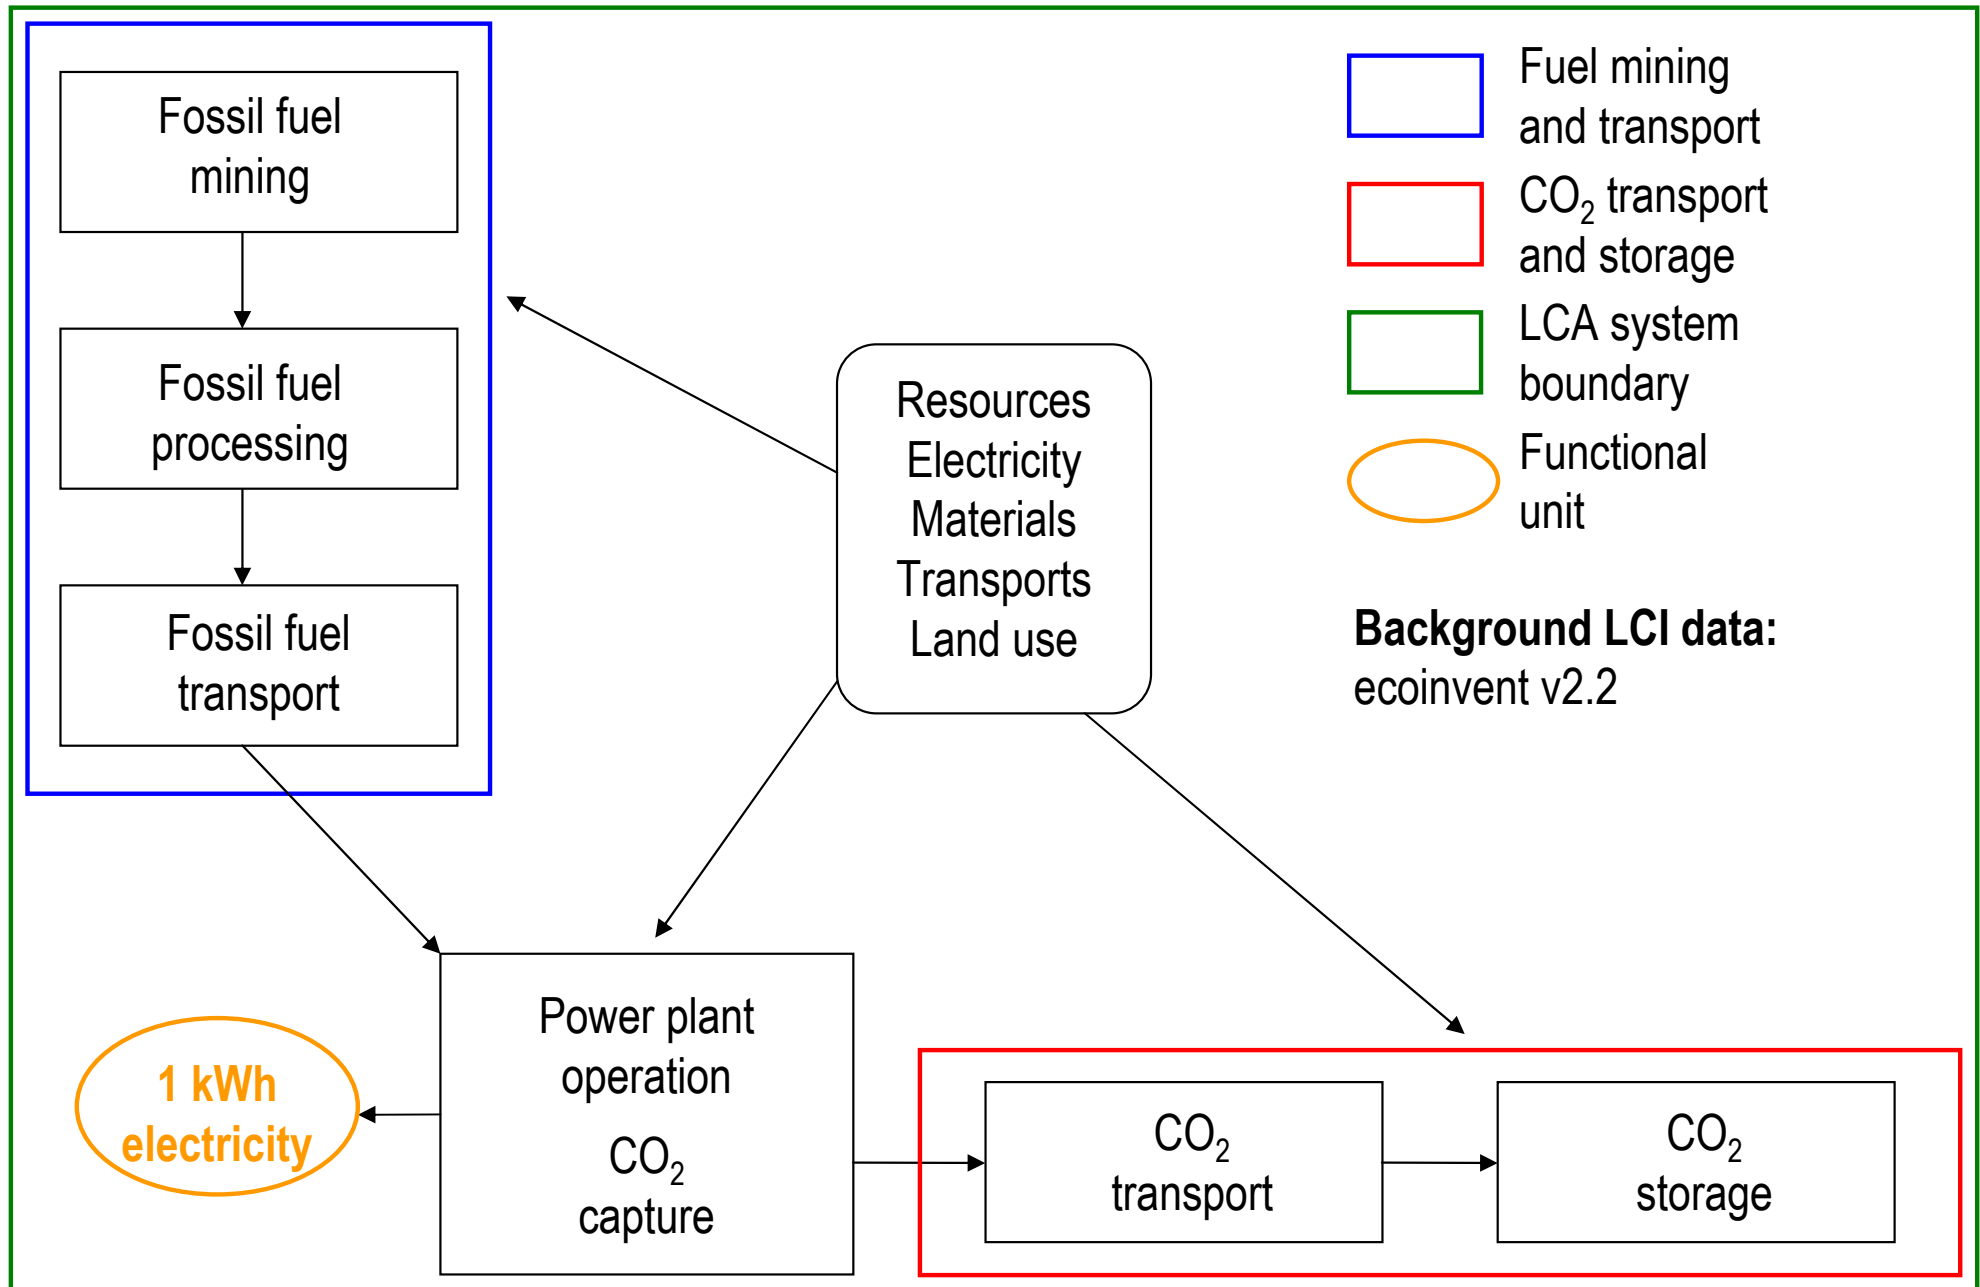 Fossil fuel
mining
Fossil fuel
processing
Fossil fuel
transport
Resources
Electricity
Materials
Transports
Land use
Fuel mining
and transport
CO₂ transport
and storage
LCA system
boundary
Functional
unit
Background LCI data:
ecoinvent v2.2
1 kWh
electricity
Power plant
operation
CO₂
capture
CO₂
transport
CO₂
storage